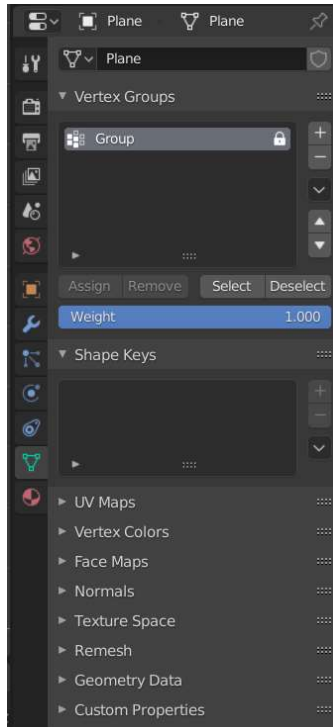 Plane Plane
Plane
Vertex Groups
Group
Assign Remove Select Deselect
Weight 1.000
Shape Keys
UV Maps
Vertex Colors
Face Maps
Normals
Texture Space
Remesh
Geometry Data
Custom Properties